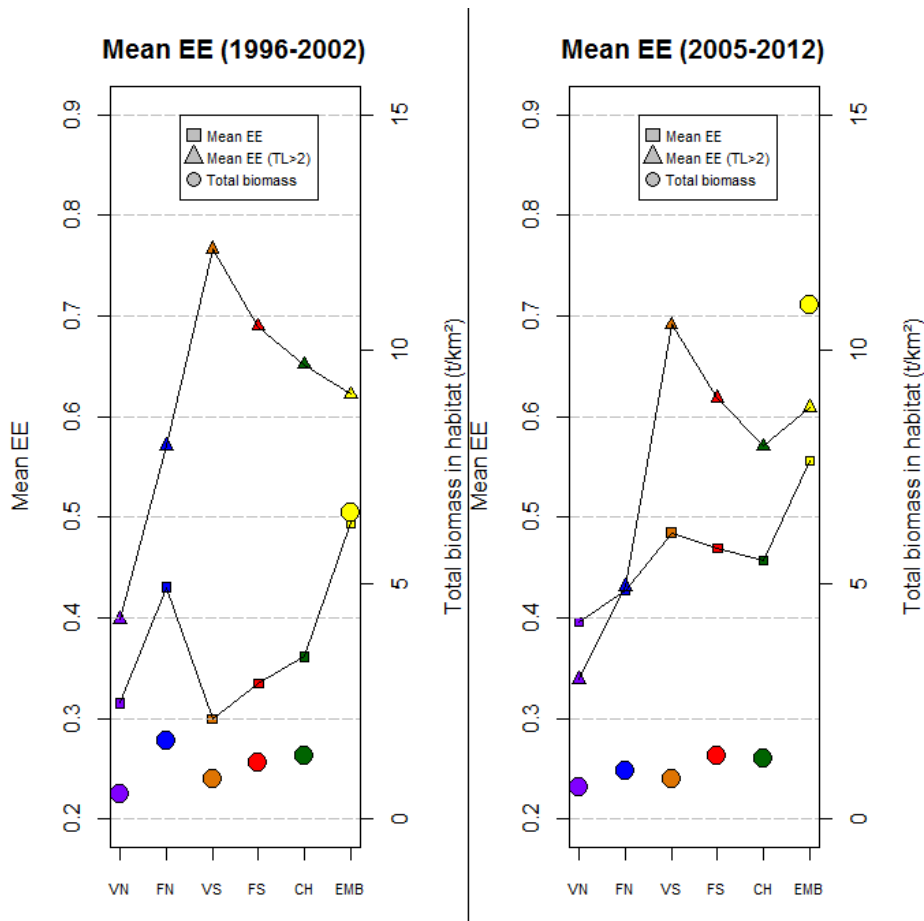 Mean EE (1996-2002)
Mean EE
0.2 0.3 0.4 0.5 0.6 0.7 0.8 0.9
Mean EE
Mean EE (TL>2)
Total biomass
0 5 10 15
Total biomass in habitat (t/km²)
VN FN VS FS CH EMB
Mean EE (2005-2012)
Mean EE
0.2 0.3 0.4 0.5 0.6 0.7 0.8 0.9
Mean EE
Mean EE (TL>2)
Total biomass
0 5 10 15
Total biomass in habitat (t/km²)
VN FN VS FS CH EMB